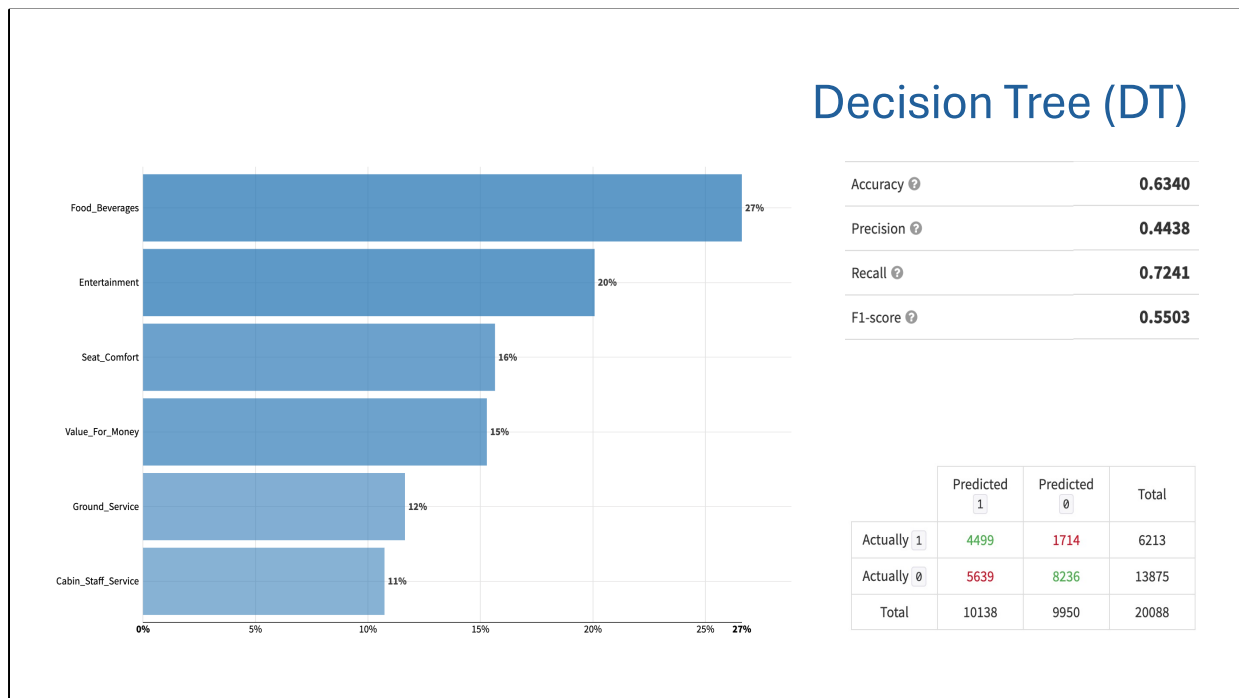 Decision Tree (DT)
Food_Beverages 27%
Entertainment 20%
Seat_Comfort 16%
Value_For_Money 15%
Ground_Service 12%
Cabin_Staff_Service 11%
0% 5% 10% 15% 20% 25% 27%
Accuracy ? 0.6340
Precision ? 0.4438
Recall ? 0.7241
F1-score ? 0.5503
Predicted 1 Predicted 0 Total
Actually 1 4499 1714 6213
Actually 0 5639 8236 13875
Total 10138 9950 20088